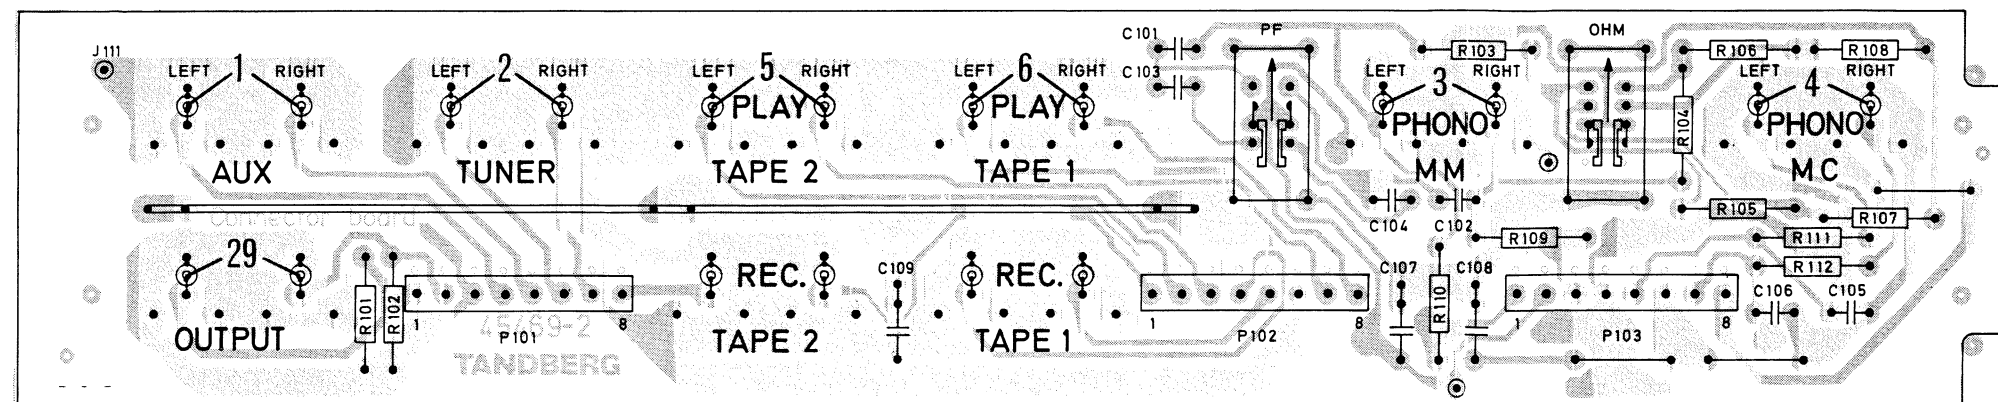 C101 PF OHM
J111 1 2 5 6 R103 R106 R108
LEFT RIGHT LEFT RIGHT LEFT RIGHT LEFT RIGHT C103 LEFT 3 RIGHT LEFT 4 RIGHT
PLAY PLAY PHONO R104 PHONO
AUX TUNER TAPE 2 TAPE 1 MM MC
Connector board C104 C102 R105 R107
29 R109 R111
REC. C109 REC. C107 C108 R112
R101 R102 R110 C106 C105
1 45/69-2 8 1 8 1 8
OUTPUT P101 TAPE 2 TAPE 1 P102 P103
TANDBERG